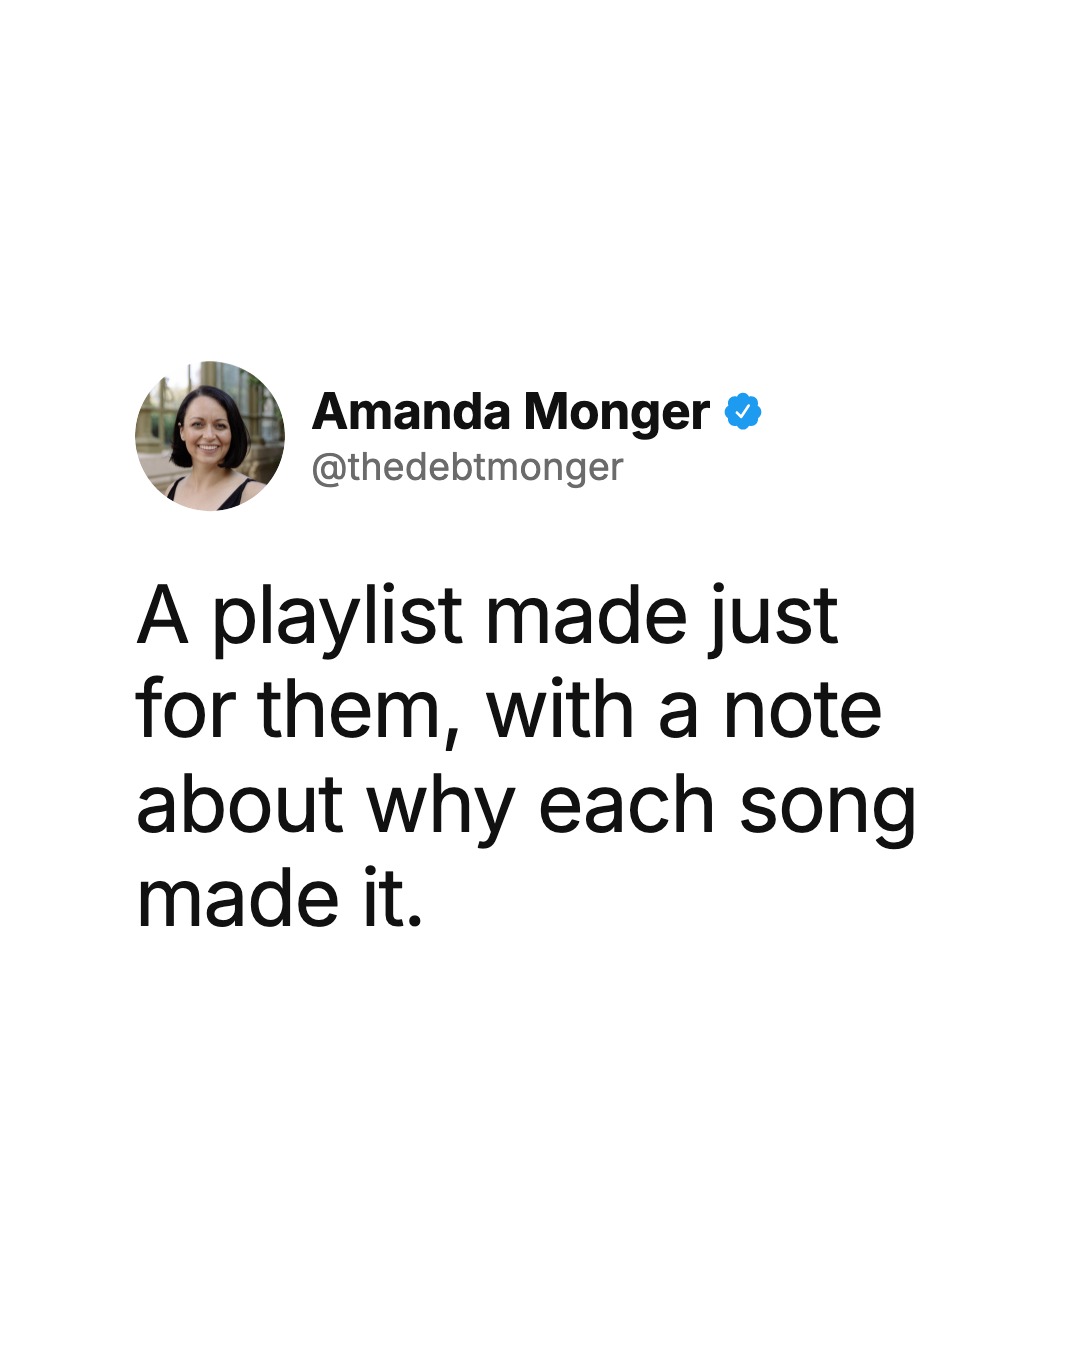 Amanda Monger
@thedebtmonger
A playlist made just
for them, with a note
about why each song
made it.